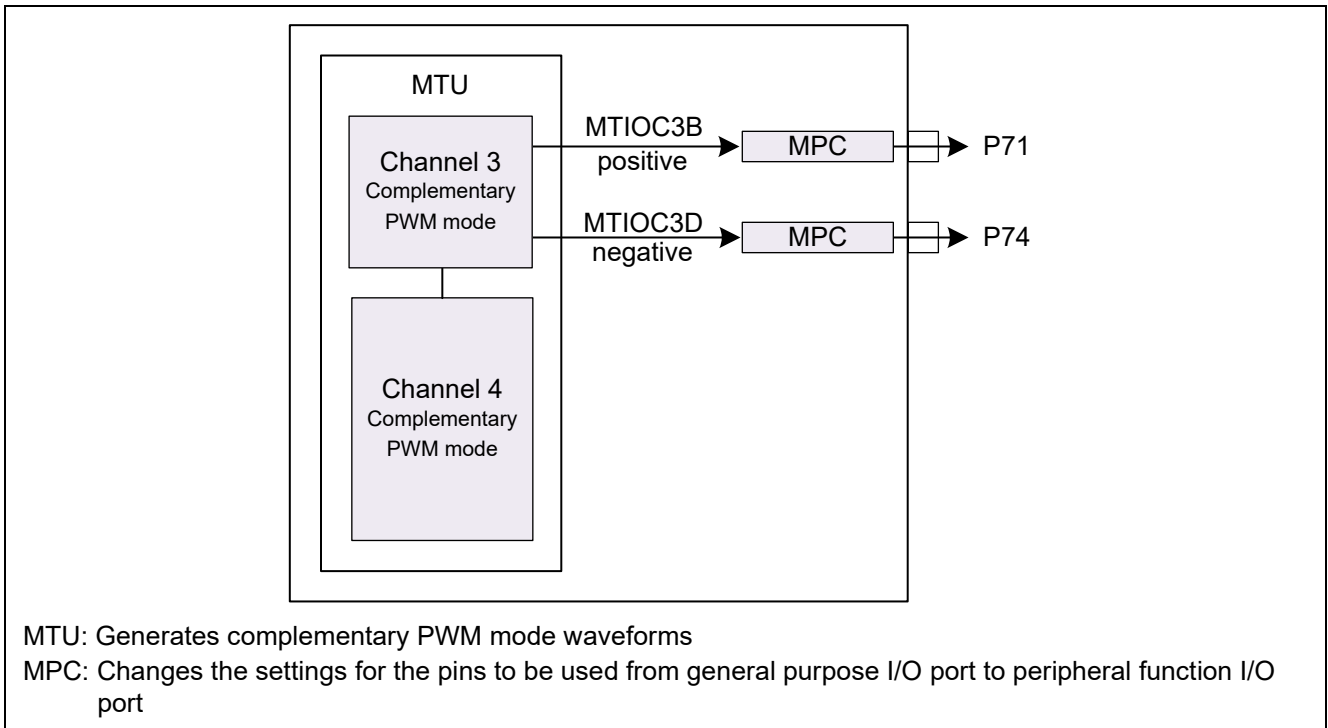 MTU
Channel 3
Complementary
PWM mode
MTIOC3B
positive
MPC
P71
MTIOC3D
negative
MPC
P74
Channel 4
Complementary
PWM mode
MTU: Generates complementary PWM mode waveforms
MPC: Changes the settings for the pins to be used from general purpose I/O port to peripheral function I/O
port